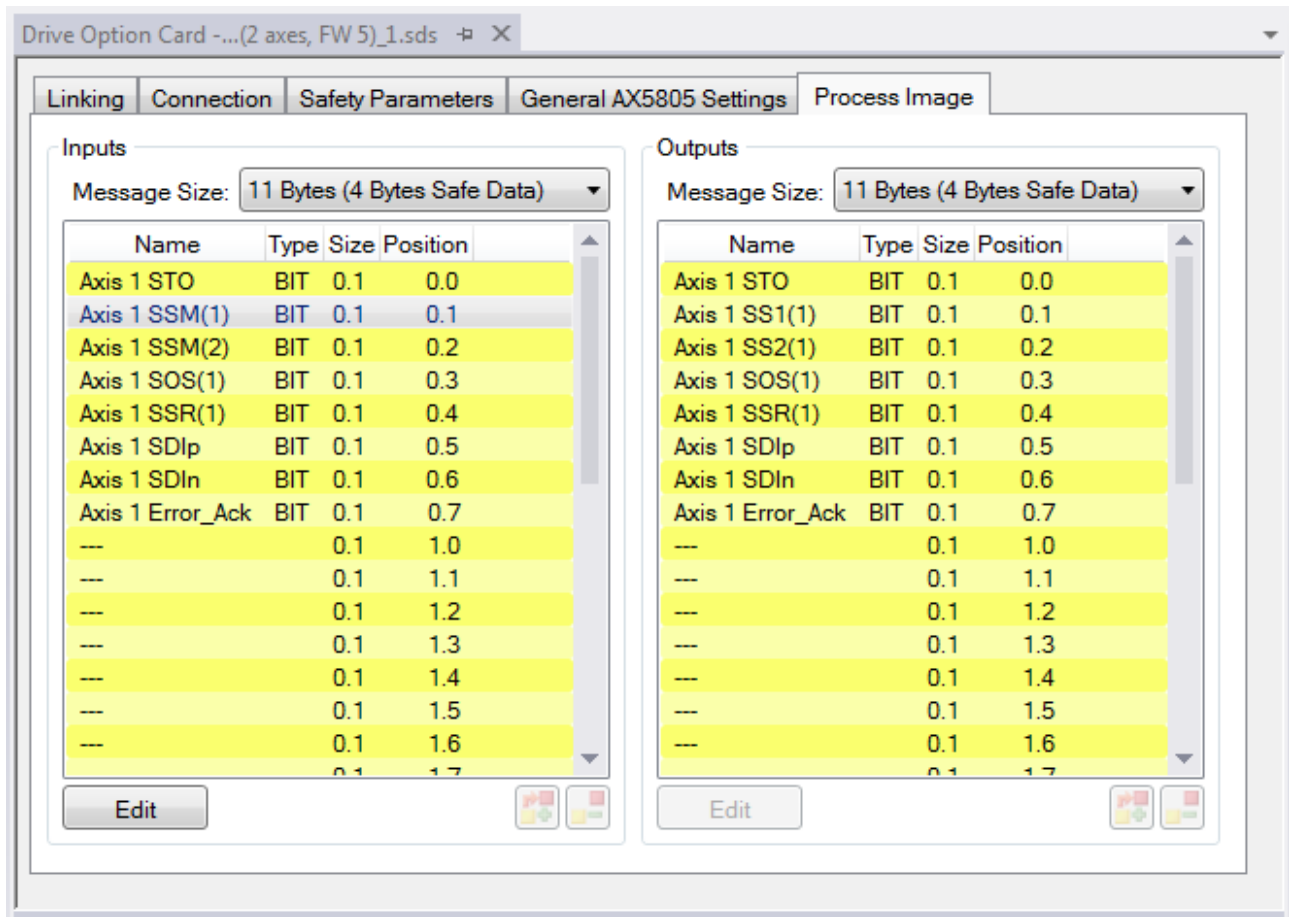 Drive Option Card -...(2 axes, FW 5)_1.sds
Linking Connection Safety Parameters General AX5805 Settings Process Image
Inputs
Message Size: 11 Bytes (4 Bytes Safe Data)
Name Type Size Position
Axis 1 STO BIT 0.1 0.0
Axis 1 SSM(1) BIT 0.1 0.1
Axis 1 SSM(2) BIT 0.1 0.2
Axis 1 SOS(1) BIT 0.1 0.3
Axis 1 SSR(1) BIT 0.1 0.4
Axis 1 SDIp BIT 0.1 0.5
Axis 1 SDIn BIT 0.1 0.6
Axis 1 Error_Ack BIT 0.1 0.7
--- 0.1 1.0
--- 0.1 1.1
--- 0.1 1.2
--- 0.1 1.3
--- 0.1 1.4
--- 0.1 1.5
--- 0.1 1.6
0.1 1.7
Edit
Outputs
Message Size: 11 Bytes (4 Bytes Safe Data)
Name Type Size Position
Axis 1 STO BIT 0.1 0.0
Axis 1 SS1(1) BIT 0.1 0.1
Axis 1 SS2(1) BIT 0.1 0.2
Axis 1 SOS(1) BIT 0.1 0.3
Axis 1 SSR(1) BIT 0.1 0.4
Axis 1 SDIp BIT 0.1 0.5
Axis 1 SDIn BIT 0.1 0.6
Axis 1 Error_Ack BIT 0.1 0.7
--- 0.1 1.0
--- 0.1 1.1
--- 0.1 1.2
--- 0.1 1.3
--- 0.1 1.4
--- 0.1 1.5
--- 0.1 1.6
0.1 1.7
Edit